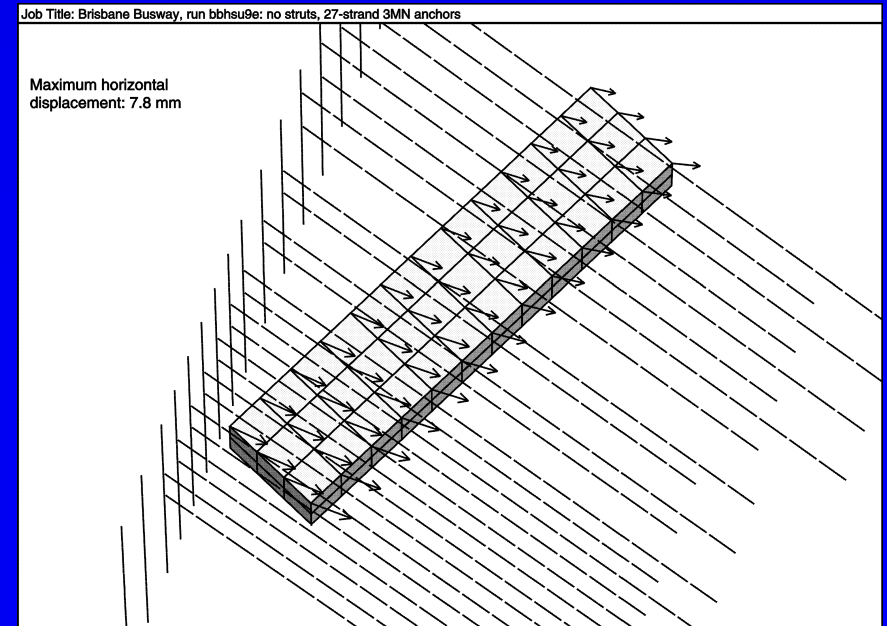 Job Title: Brisbane Busway, run bbhsu9e: no struts, 27-strand 3MN anchors
Maximum horizontal
displacement: 7.8 mm